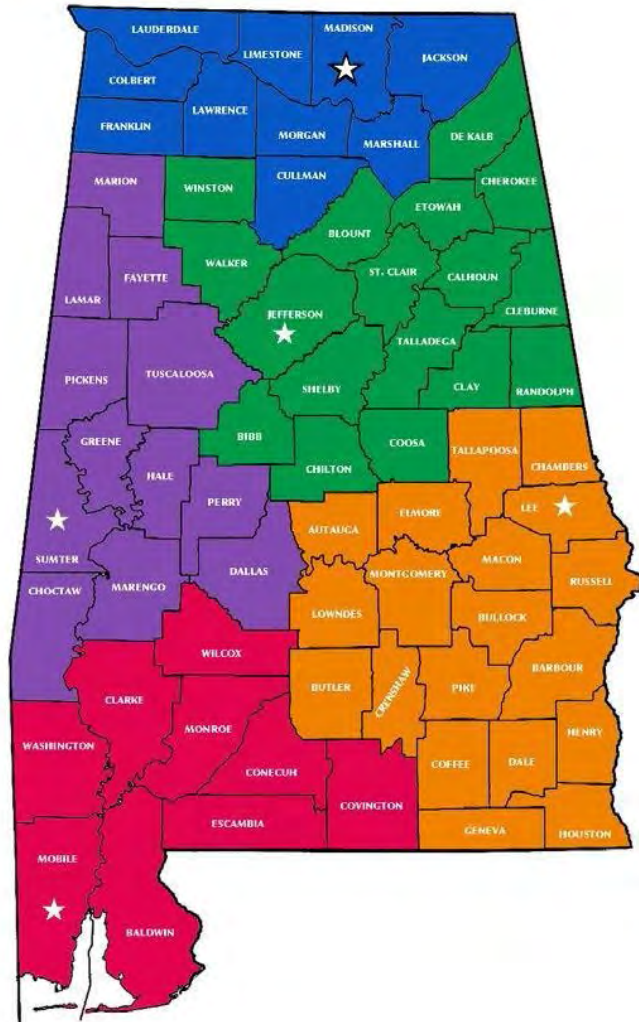 LAUDERDALE
LIMESTONE
MADISON
JACKSON
COLBERT
LAWRENCE
FRANKLIN
MORGAN
MARSHALL
DE KALB
CULLMAN
MARION
WINSTON
CHEROKEE
ETOWAH
BLOUNT
WALKER
ST. CLAIR
CALHOUN
FAYETTE
LAMAR
CLEBURNE
JEFFERSON
TALLADEGA
TUSCALOOSA
PICKENS
SHELBY
CLAY
RANDOLPH
GREENE
BIBB
COOSA
TALLAPOOSA
CHAMBERS
HALE
CHILTON
PERRY
LEE
AUTAUGA
ELMORE
SUMTER
MACON
CHOCTAW
MARENGO
DALLAS
MONTGOMERY
RUSSELL
LOWNDES
BULLOCK
WILCOX
BARBOUR
CLARKE
BUTLER
CRENSHAW
PIKE
MONROE
HENRY
WASHINGTON
CONECUH
COFFEE
DALE
COVINGTON
ESCAMBIA
GENEVA
HOUSTON
MOBILE
BALDWIN